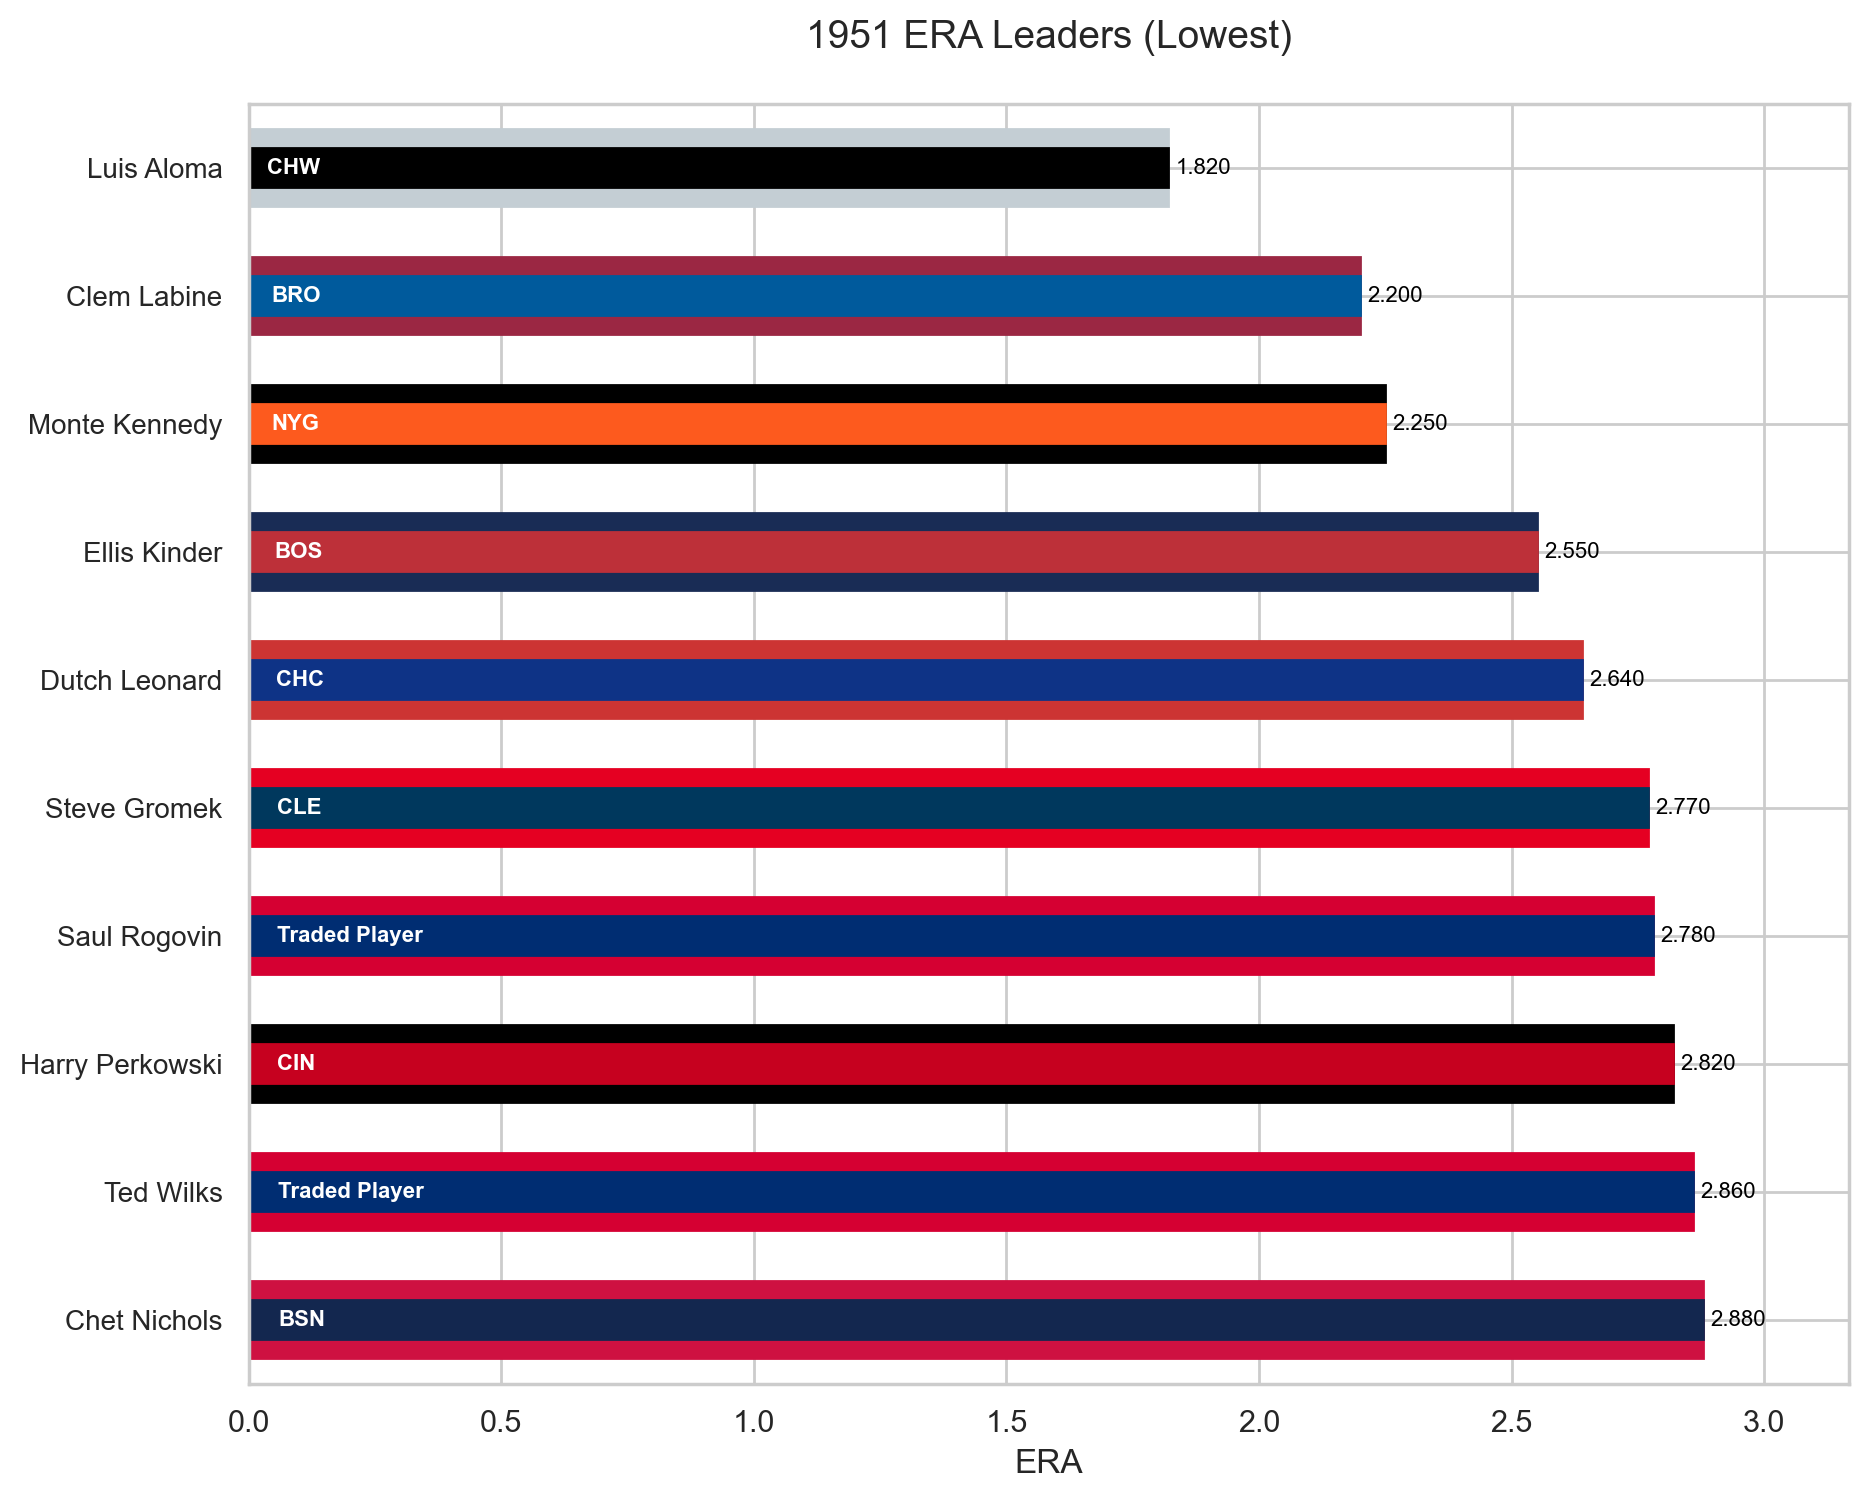 1951 ERA Leaders (Lowest)
Luis Aloma CHW 1.820
Clem Labine BRO 2.200
Monte Kennedy NYG 2.250
Ellis Kinder BOS 2.550
Dutch Leonard CHC 2.640
Steve Gromek CLE 2.770
Saul Rogovin Traded Player 2.780
Harry Perkowski CIN 2.820
Ted Wilks Traded Player 2.860
Chet Nichols BSN 2.880
0.0 0.5 1.0 1.5 2.0 2.5 3.0
ERA